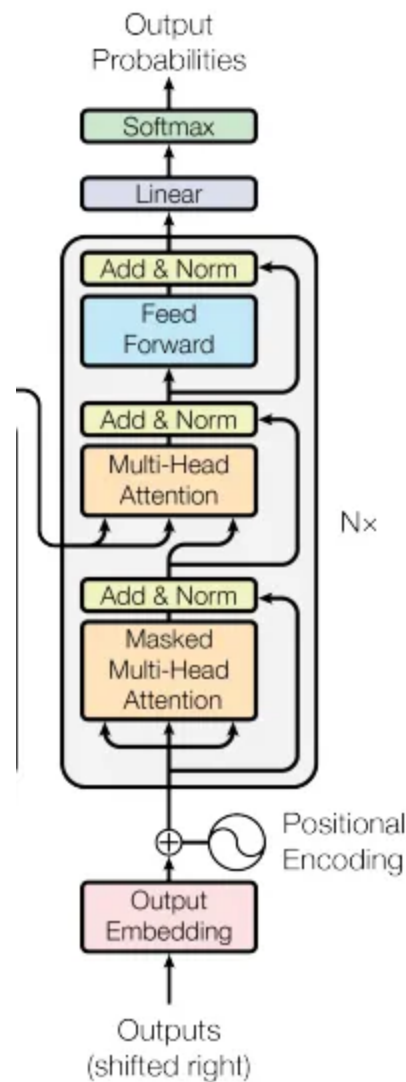 Output
Probabilities
Softmax
Linear
Add & Norm
Feed
Forward
Add & Norm
Multi-Head
Attention
N×
Add & Norm
Masked
Multi-Head
Attention
Positional
Encoding
Output
Embedding
Outputs
(shifted right)